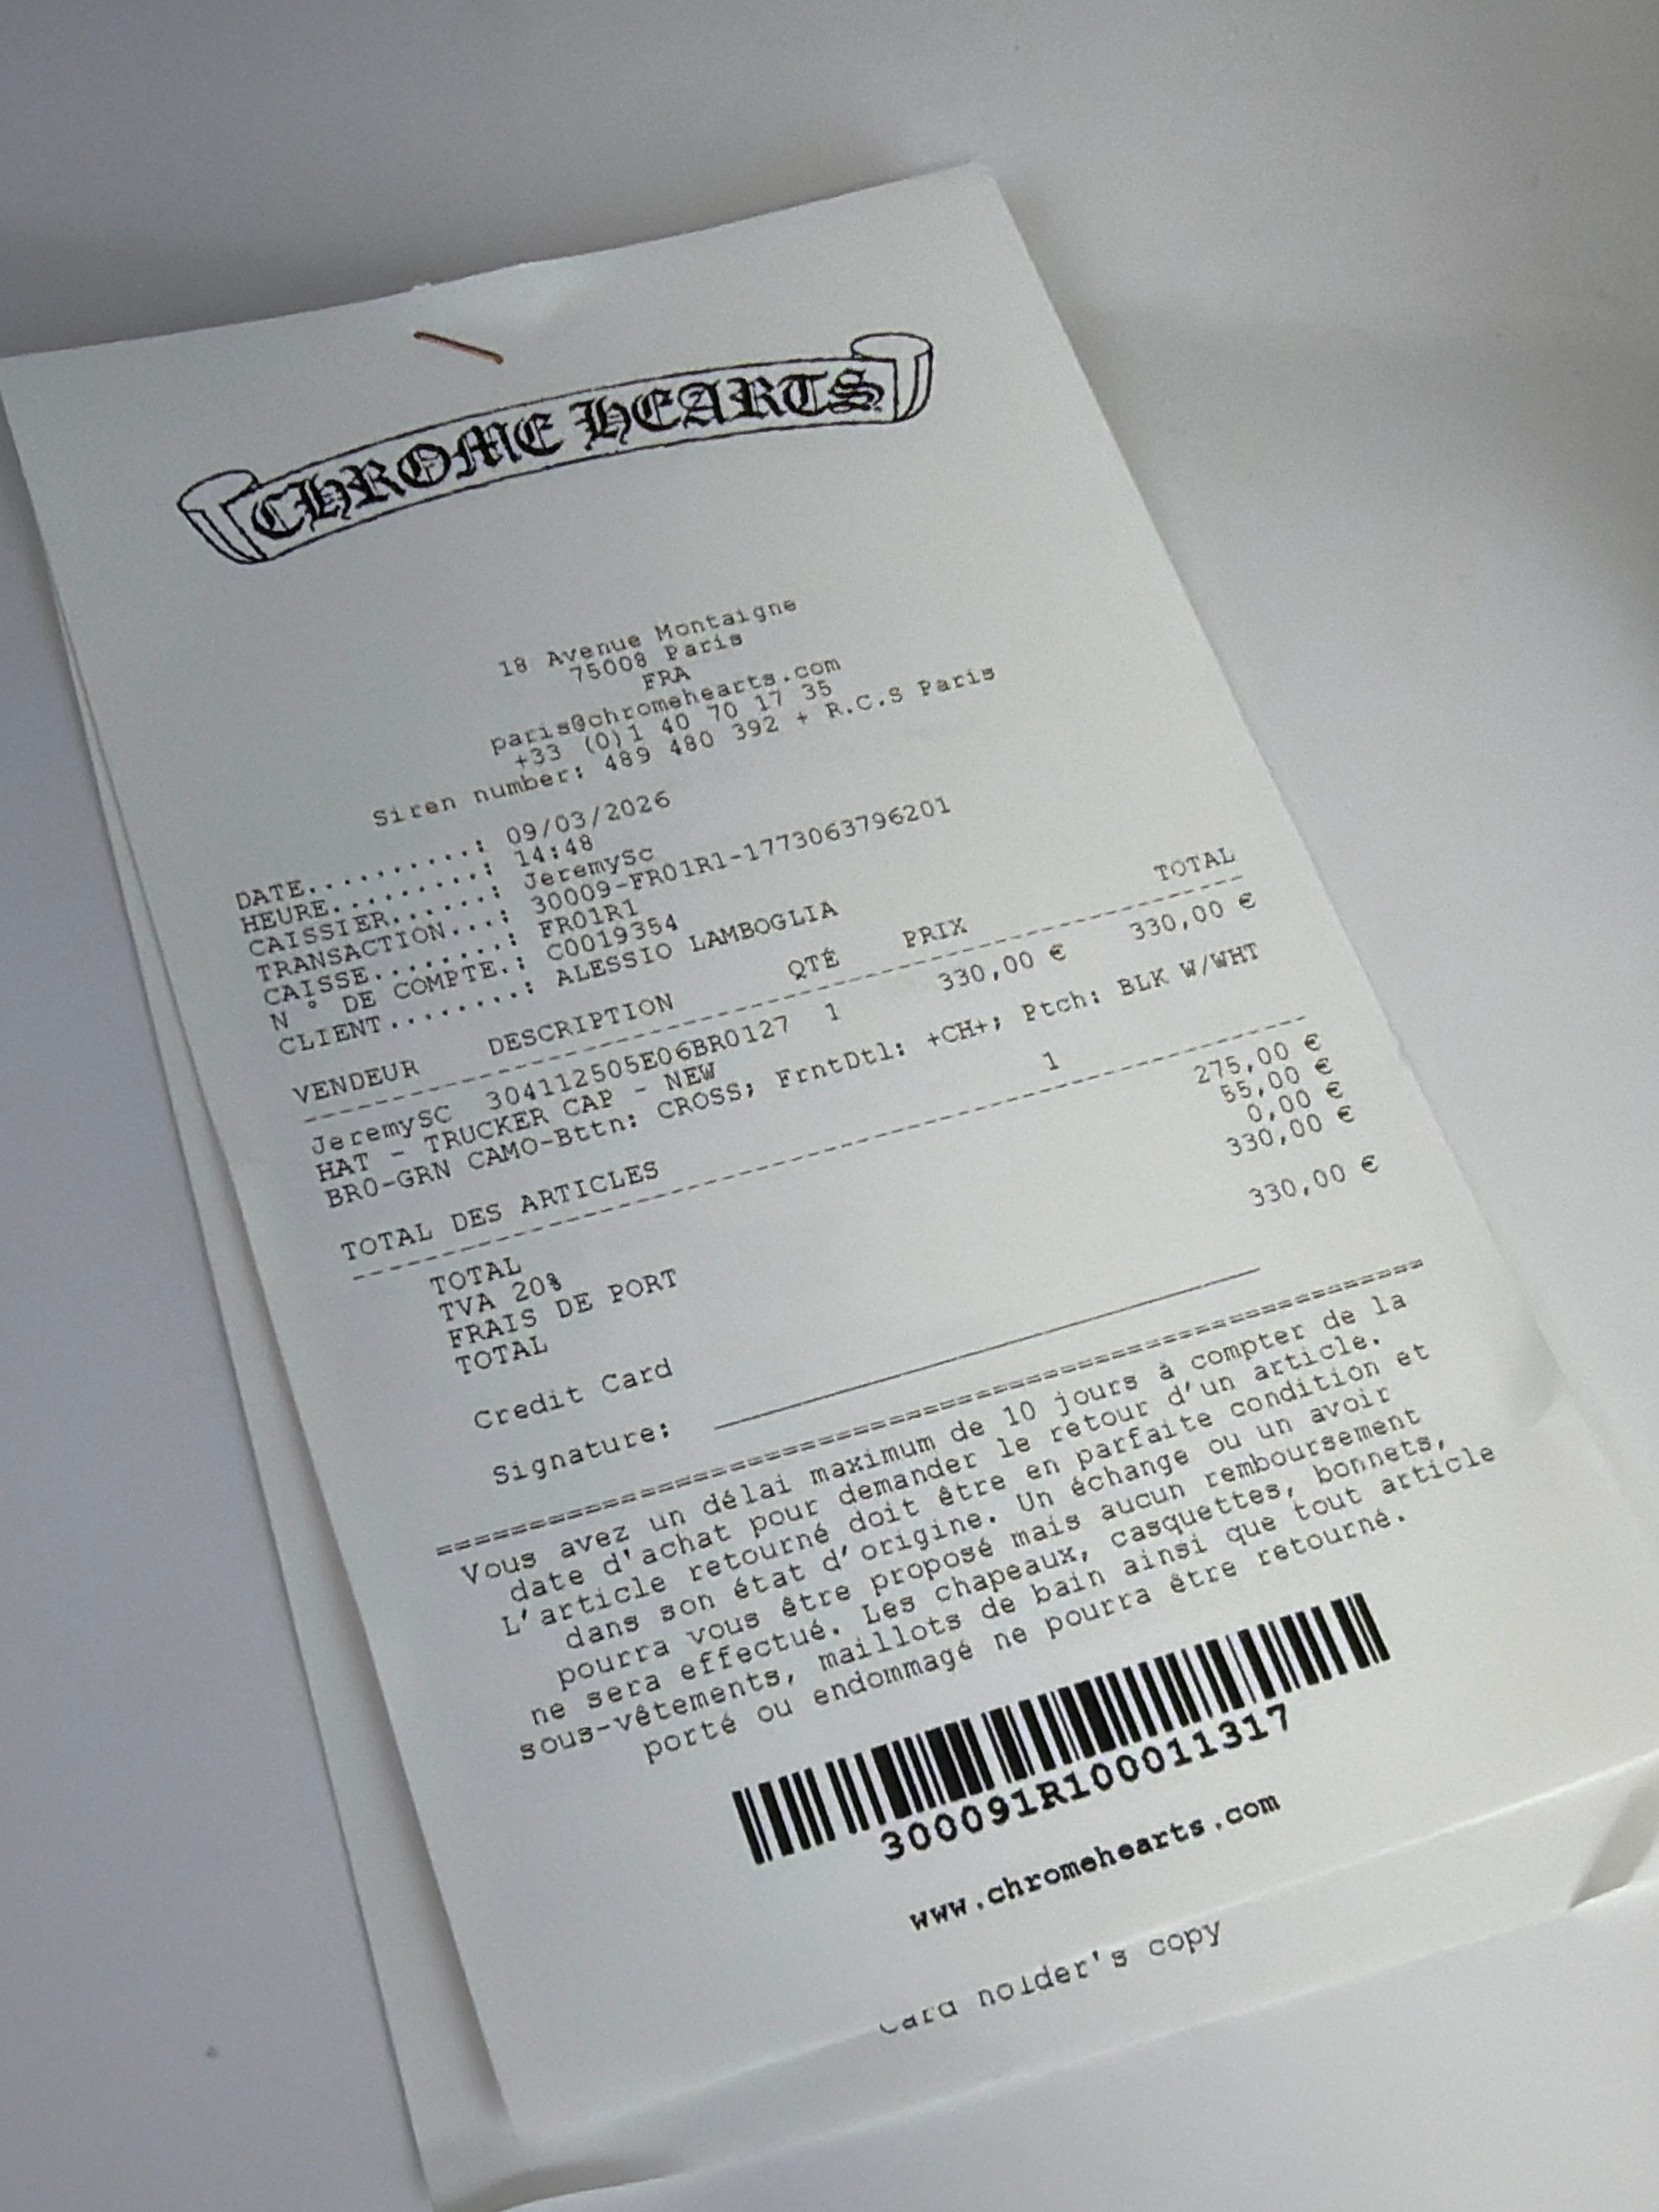 CHROME HEARTS
18 Avenue Montaigne
75008 Paris
FRA
paris@chromehearts.com
+33 (0)1 40 70 17 35
Siren number: 489 480 392 + R.C.S Paris
DATE..........: 09/03/2026
HEURE.........: 14:48
CAISSIER......: JeremySc
TRANSACTION...: 30009-FR01R1-1773063796201
CAISSE........: FR01R1
N ° DE COMPTE.: C0019354
CLIENT........: ALESSIO LAMBOGLIA
VENDEUR DESCRIPTION QTÉ PRIX TOTAL
JeremySC 304112505E06BR0127 1 330,00 € 330,00 €
HAT - TRUCKER CAP - NEW
BR0-GRN CAMO-Bttn: CROSS; FrntDtl: +CH+; Ptch: BLK W/WHT
TOTAL DES ARTICLES 1
TOTAL 275,00 €
TVA 20% 55,00 €
FRAIS DE PORT 0,00 €
TOTAL 330,00 €
Credit Card 330,00 €
Signature:
Vous avez un délai maximum de 10 jours à compter de la
date d'achat pour demander le retour d'un article.
L'article retourné doit être en parfaite condition et
dans son état d'origine. Un échange ou un avoir
pourra vous être proposé mais aucun remboursement
ne sera effectué. Les chapeaux, casquettes, bonnets,
sous-vêtements, maillots de bain ainsi que tout article
porté ou endommagé ne pourra être retourné.
300091R100011317
www.chromehearts.com
Card holder's copy